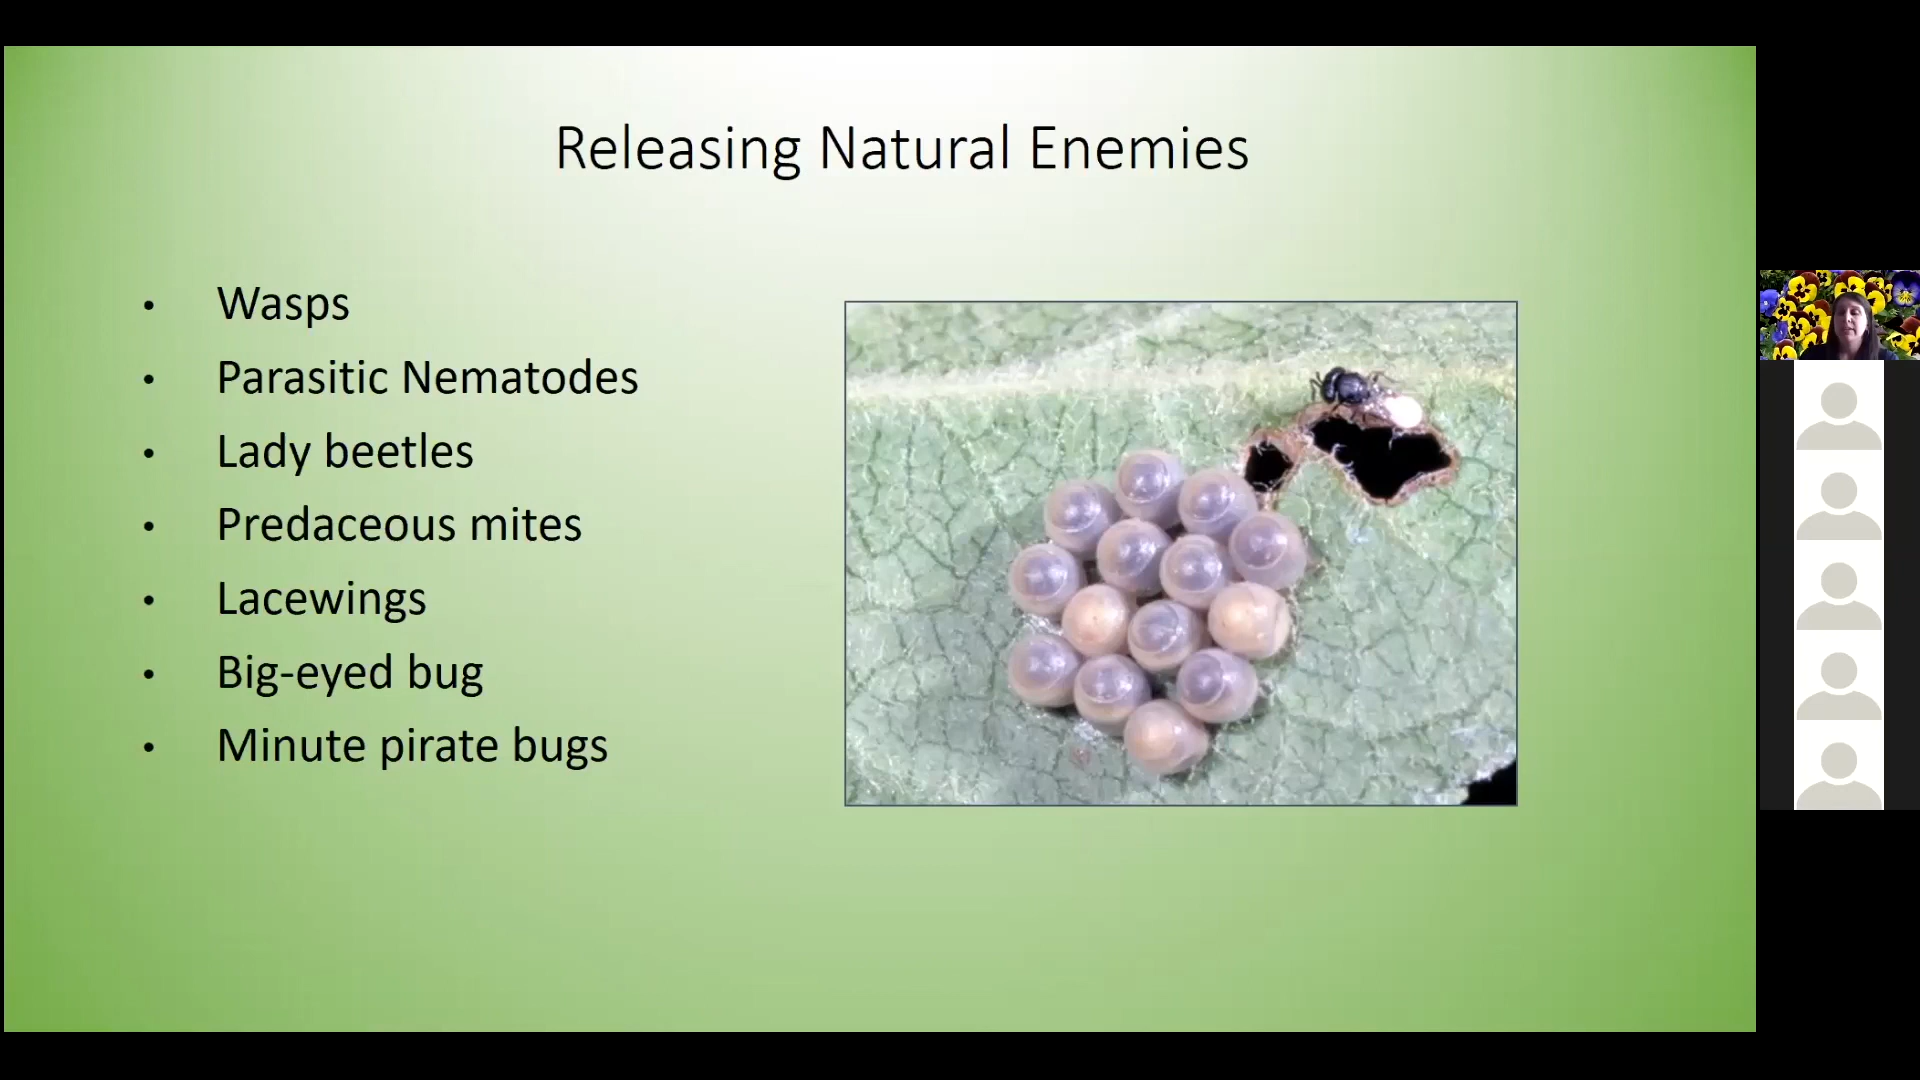 Releasing Natural Enemies
• Wasps
• Parasitic Nematodes
• Lady beetles
• Predaceous mites
• Lacewings
• Big-eyed bug
• Minute pirate bugs